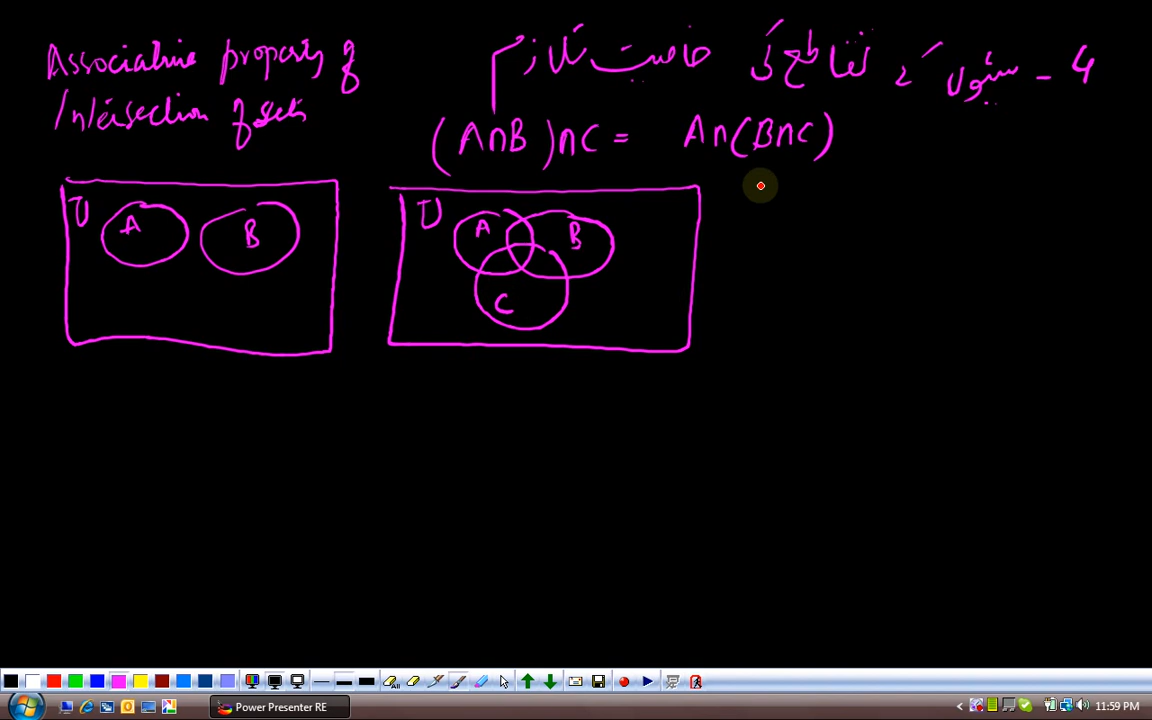 Associative property of
Intersection of sets
4 - سیٹوں کے تقاطع کی خاصیت تلازم
(A∩B)∩C = A∩(B∩C)
U A B
U A B
C
Power Presenter RE
11:59 PM